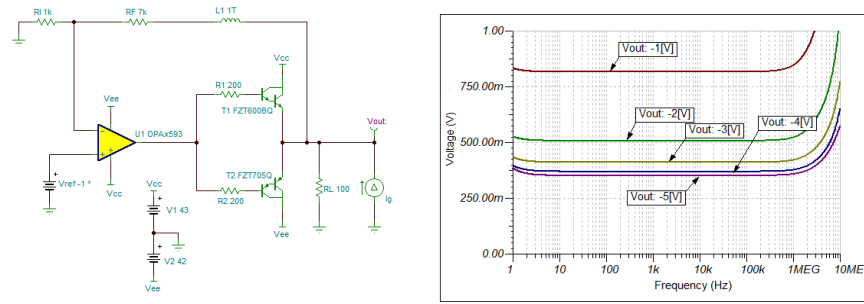 RI 1k
RF 7k
L1 1T
Vcc
R1 200
T1 FZT600BQ
Vee
U1 OPAx593
Vout
Vref -1 *
Vcc
T2 FZT705Q
R2 200
RL 100
Ig
Vcc
Vee
V1 43
V2 42
Vee
1.00
Vout: -1[V]
750.00m
Voltage (V)
Vout: -2[V]
Vout: -4[V]
500.00m
Vout: -3[V]
250.00m
Vout: -5[V]
0.00
1 10 100 1k 10k 100k 1MEG 10ME
Frequency (Hz)